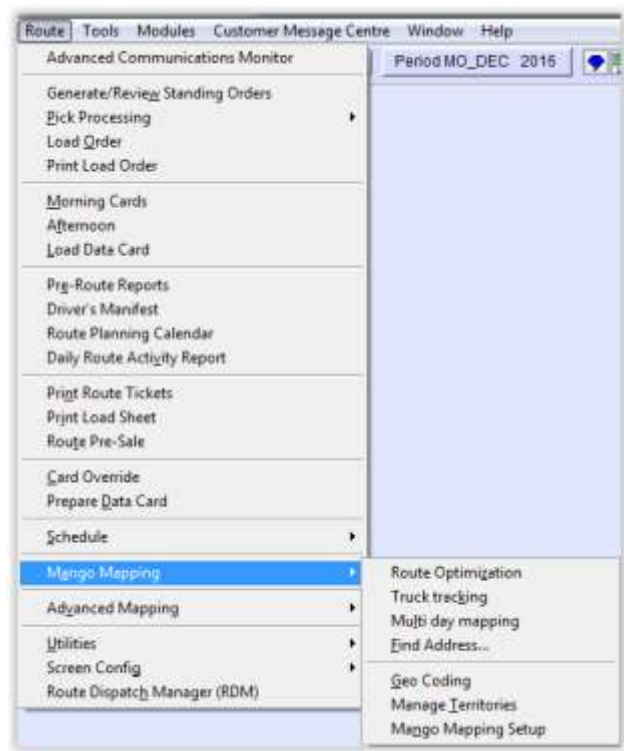 Route Tools Modules Customer Message Centre Window Help
Period MO_DEC 2016
Advanced Communications Monitor
Generate/Review Standing Orders
Pick Processing
Load Order
Print Load Order
Morning Cards
Afternoon
Load Data Card
Pre-Route Reports
Driver's Manifest
Route Planning Calendar
Daily Route Activity Report
Print Route Tickets
Print Load Sheet
Route Pre-Sale
Card Override
Prepare Data Card
Schedule
Mango Mapping
Advanced Mapping
Utilities
Screen Config
Route Dispatch Manager (RDM)
Route Optimization
Truck tracking
Multi day mapping
Find Address...
Geo Coding
Manage Territories
Mango Mapping Setup